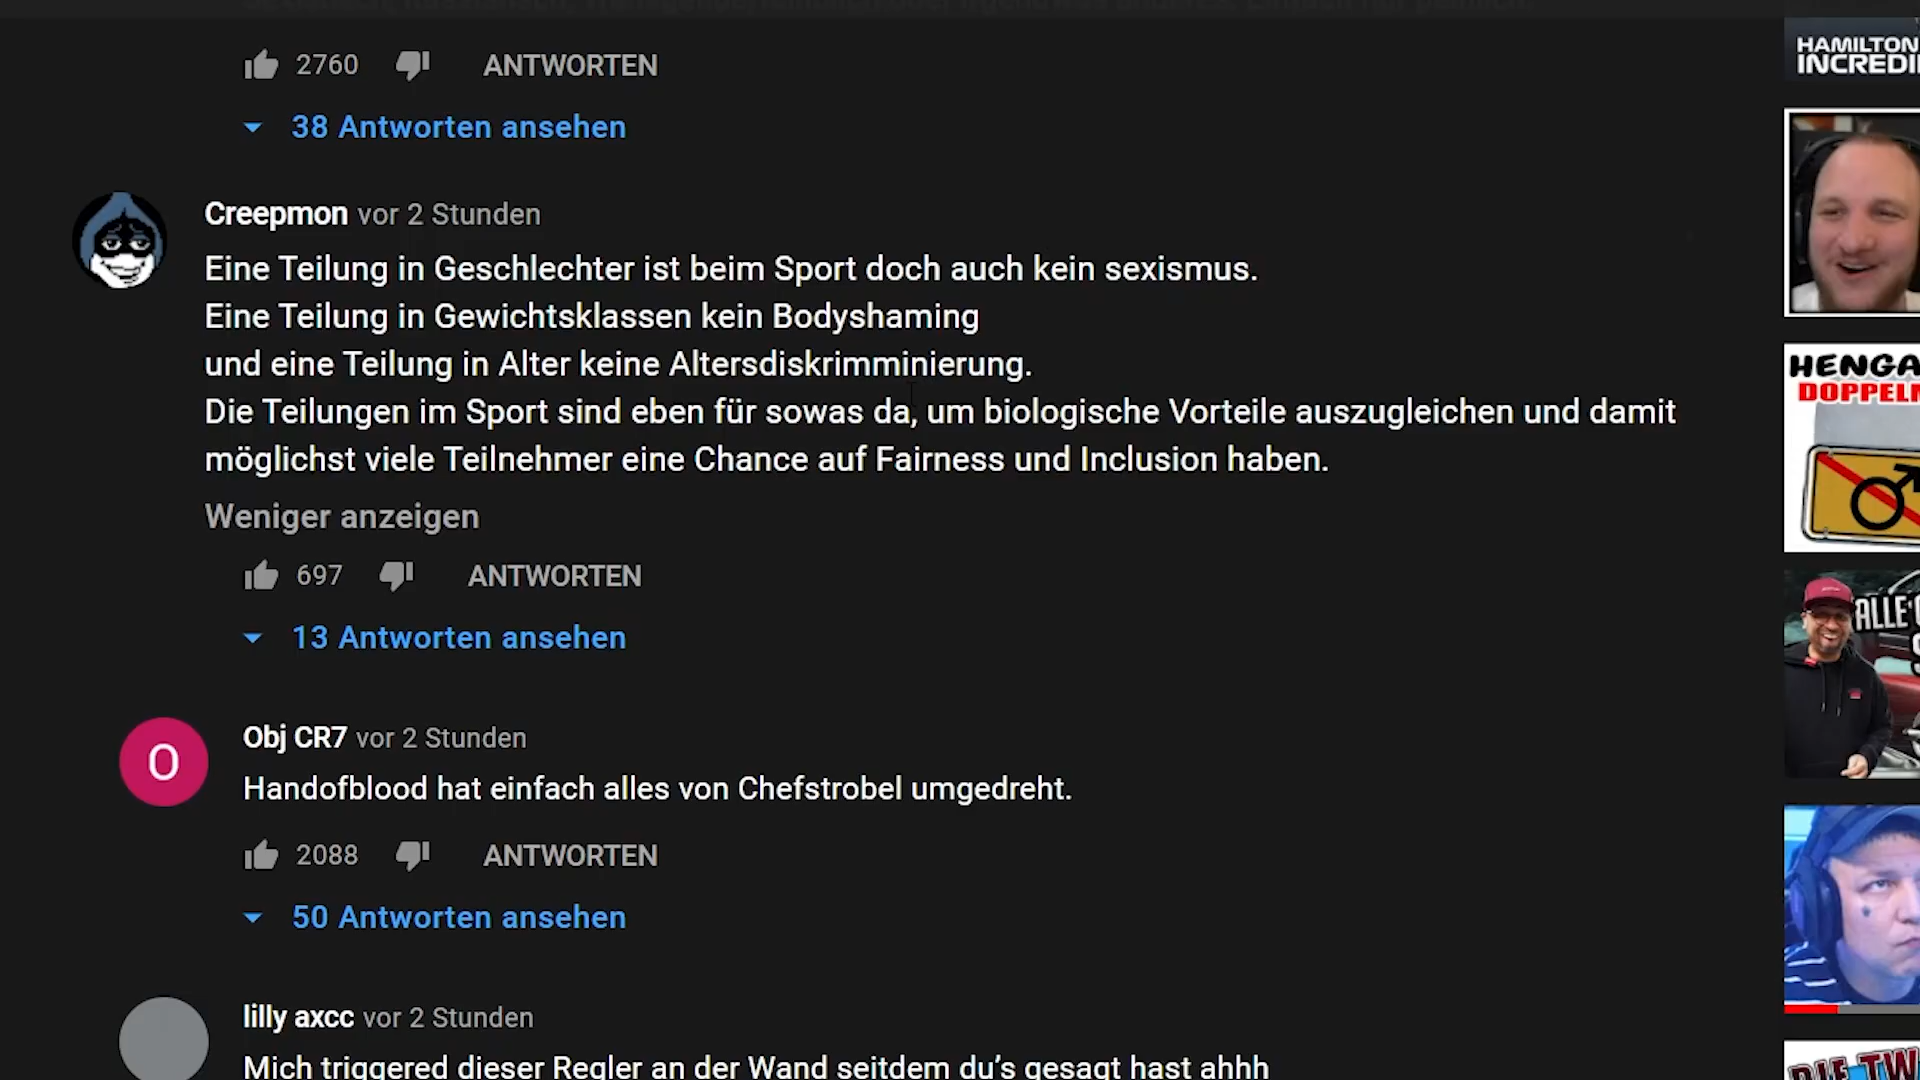 2760 ANTWORTEN
38 Antworten ansehen
Creepmon vor 2 Stunden
Eine Teilung in Geschlechter ist beim Sport doch auch kein sexismus.
Eine Teilung in Gewichtsklassen kein Bodyshaming
und eine Teilung in Alter keine Altersdiskrimminierung.
Die Teilungen im Sport sind eben für sowas da, um biologische Vorteile auszugleichen und damit
möglichst viele Teilnehmer eine Chance auf Fairness und Inclusion haben.
Weniger anzeigen
697 ANTWORTEN
13 Antworten ansehen
O
Obj CR7 vor 2 Stunden
Handofblood hat einfach alles von Chefstrobel umgedreht.
2088 ANTWORTEN
50 Antworten ansehen
lilly axcc vor 2 Stunden
Mich triggered dieser Regler an der Wand seitdem du's gesagt hast ahhh
HAMILTON
INCREDI
HENGA
DOPPELM
ALLE
DIE TW